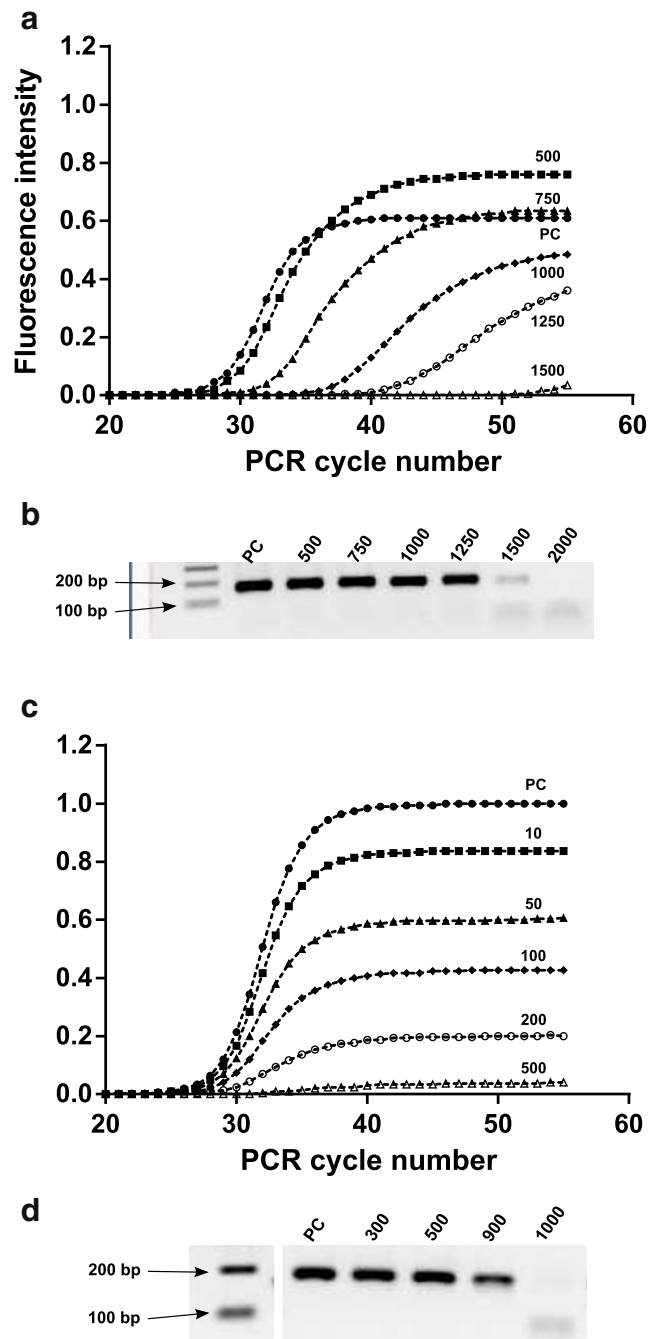 a
1.2
1.0
0.8
0.6
0.4
0.2
0.0
Fluorescence intensity
500
750
PC
1000
1250
1500
20 30 40 50 60
PCR cycle number
b
PC 500 750 1000 1250 1500 2000
200 bp
100 bp
c
1.2
1.0
0.8
0.6
0.4
0.2
0.0
PC
10
50
100
200
500
20 30 40 50 60
PCR cycle number
d
PC 300 500 900 1000
200 bp
100 bp